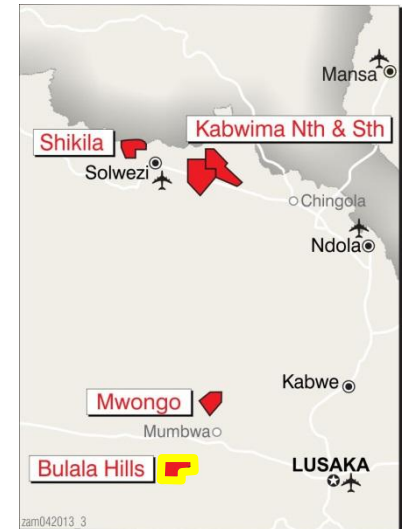 Mansa
Shikila
Kabwima Nth & Sth
Solwezi
Chingola
Ndola
Kabwe
Mwongo
Mumbwa
Bulala Hills
LUSAKA
zam042013_3